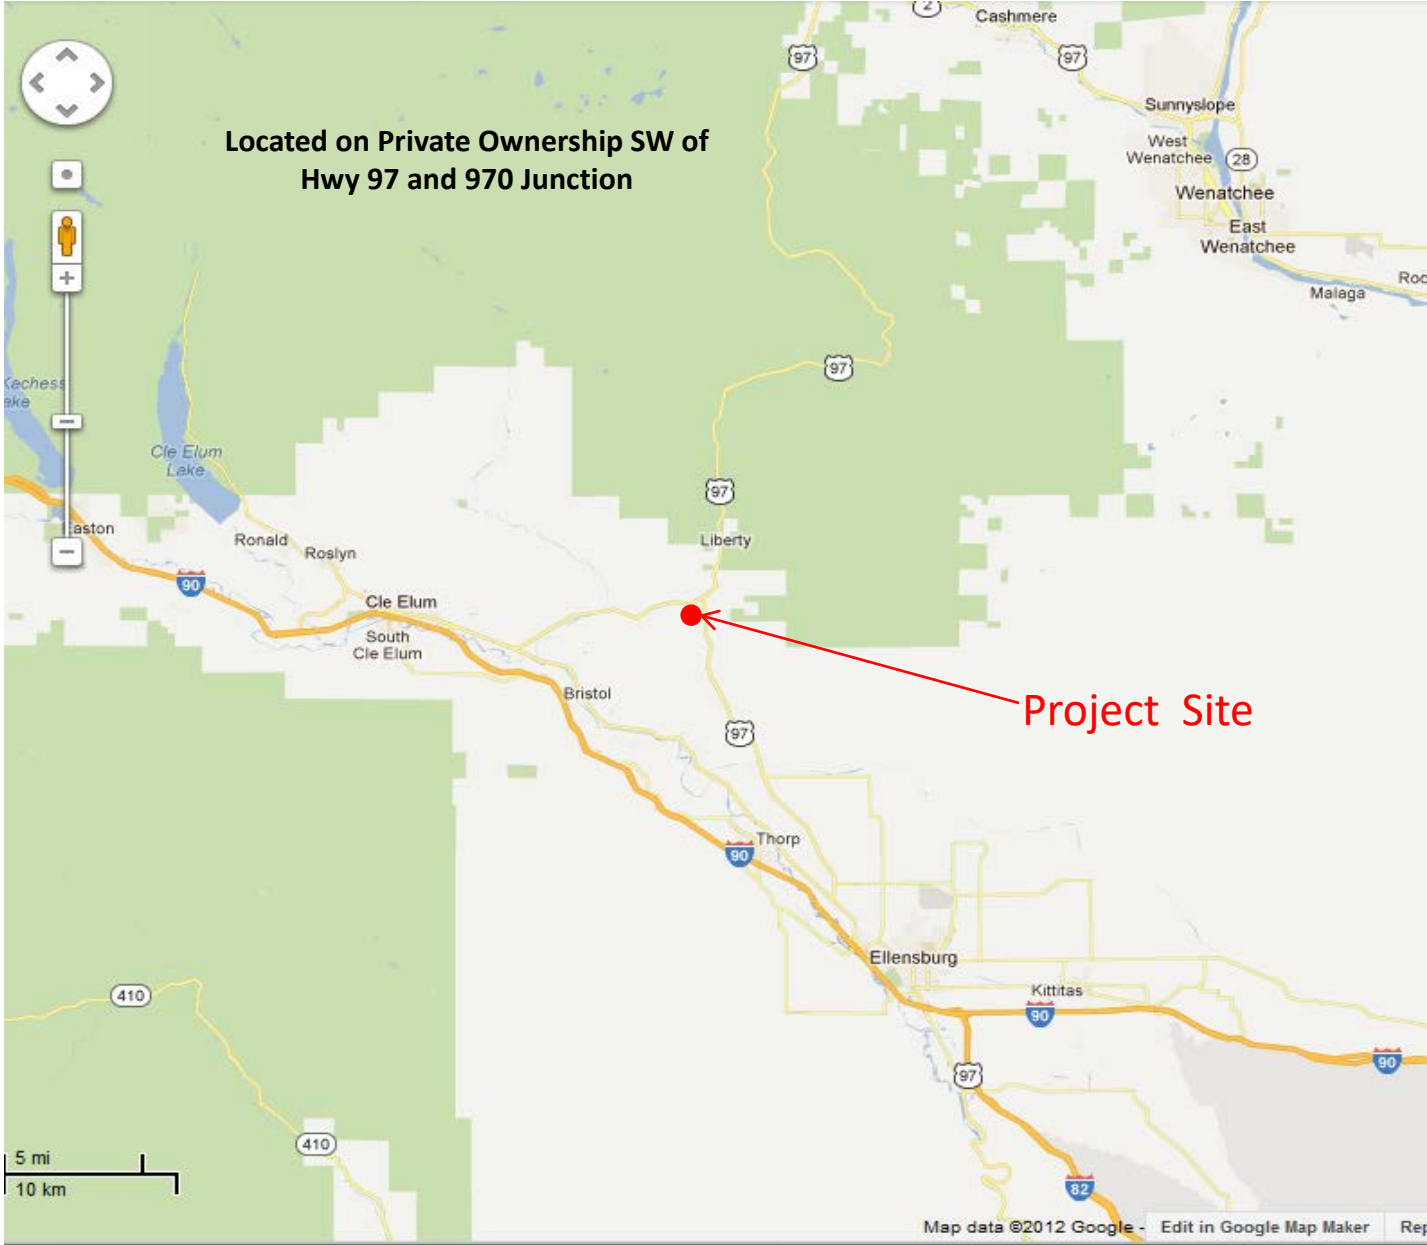 2
Cashmere
97
97
Sunnyslope
West
Wenatchee
28
Wenatchee
East
Wenatchee
Malaga
Located on Private Ownership SW of
Hwy 97 and 970 Junction
97
Kachess
Cle Elum
Lake
97
Liberty
Easton
Ronald
Roslyn
90
Cle Elum
South
Cle Elum
Bristol
Project Site
97
Thorp
90
Ellensburg
Kittitas
90
90
410
97
410
82
5 mi
10 km
Map data ©2012 Google -
Edit in Google Map Maker